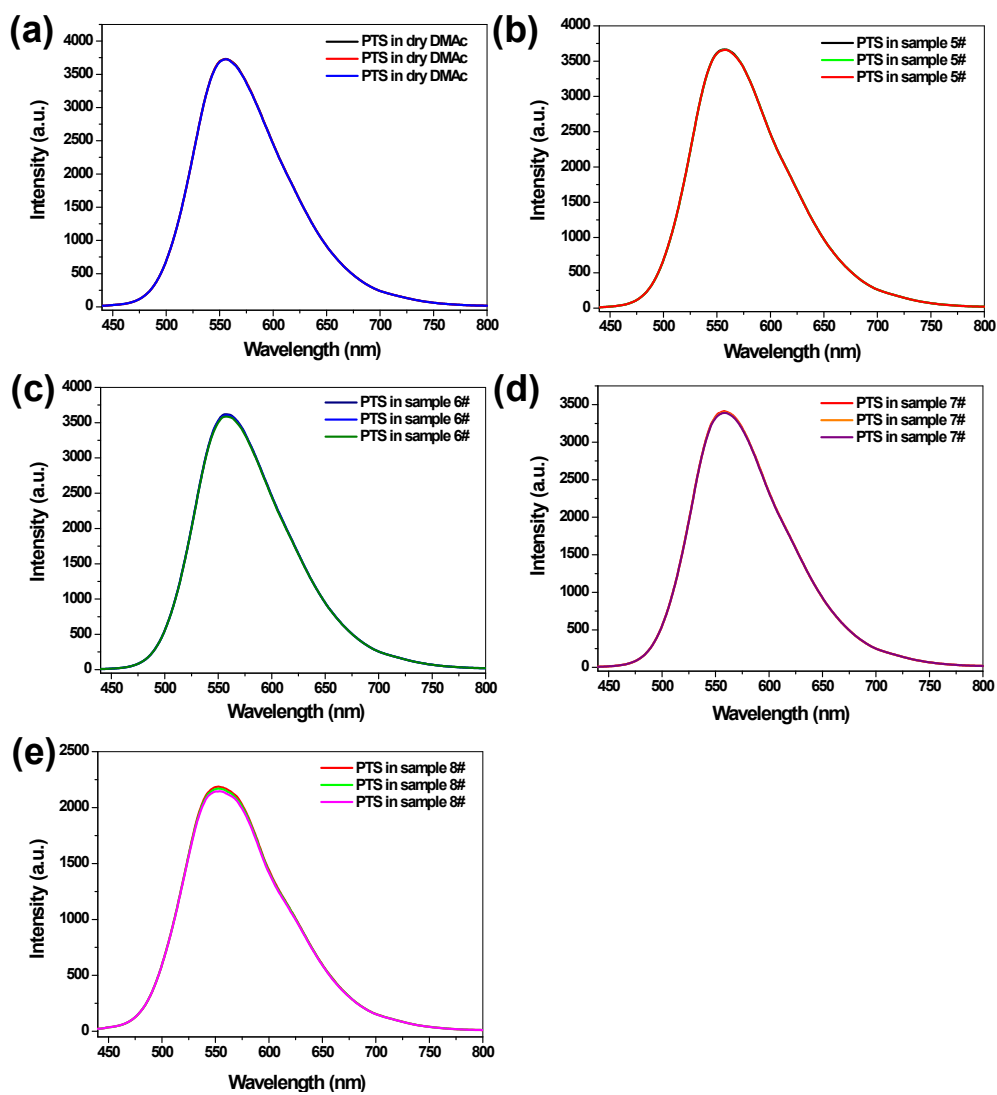 (a)
4000
3500
3000
2500
2000
1500
1000
500
0
Intensity (a.u.)
PTS in dry DMAc
PTS in dry DMAc
PTS in dry DMAc
450 500 550 600 650 700 750 800
Wavelength (nm)
(b)
4000
3500
3000
2500
2000
1500
1000
500
0
Intensity (a.u.)
PTS in sample 5#
PTS in sample 5#
PTS in sample 5#
450 500 550 600 650 700 750 800
Wavelength (nm)
(c)
4000
3500
3000
2500
2000
1500
1000
500
0
Intensity (a.u.)
PTS in sample 6#
PTS in sample 6#
PTS in sample 6#
450 500 550 600 650 700 750 800
Wavelength (nm)
(d)
3500
3000
2500
2000
1500
1000
500
0
Intensity (a.u.)
PTS in sample 7#
PTS in sample 7#
PTS in sample 7#
450 500 550 600 650 700 750 800
Wavelength (nm)
(e)
2500
2000
1500
1000
500
0
Intensity (a.u.)
PTS in sample 8#
PTS in sample 8#
PTS in sample 8#
450 500 550 600 650 700 750 800
Wavelength (nm)